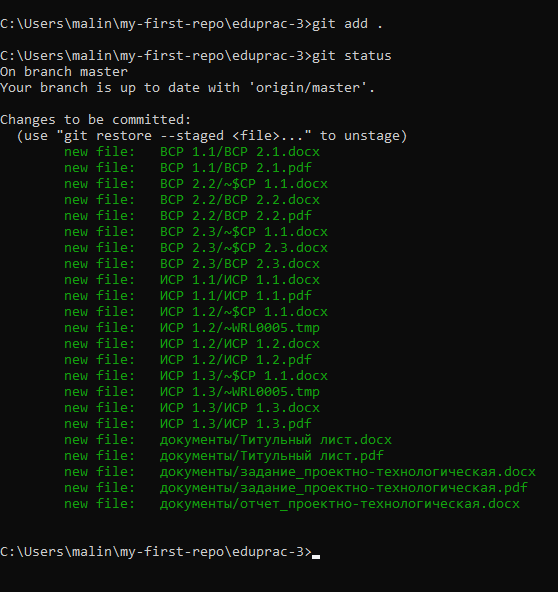 C:\Users\malin\my-first-repo\eduprac-3>git add .
C:\Users\malin\my-first-repo\eduprac-3>git status
On branch master
Your branch is up to date with 'origin/master'.
Changes to be committed:
(use "git restore --staged <file>..." to unstage)
new file: ВСР 1.1/ВСР 2.1.docx
new file: ВСР 1.1/ВСР 2.1.pdf
new file: ВСР 2.2/~$СР 1.1.docx
new file: ВСР 2.2/ВСР 2.2.docx
new file: ВСР 2.2/ВСР 2.2.pdf
new file: ВСР 2.3/~$СР 1.1.docx
new file: ВСР 2.3/~$СР 2.3.docx
new file: ВСР 2.3/ВСР 2.3.docx
new file: ИСР 1.1/ИСР 1.1.docx
new file: ИСР 1.1/ИСР 1.1.pdf
new file: ИСР 1.2/~$СР 1.1.docx
new file: ИСР 1.2/~WRL0005.tmp
new file: ИСР 1.2/ИСР 1.2.docx
new file: ИСР 1.2/ИСР 1.2.pdf
new file: ИСР 1.3/~$СР 1.1.docx
new file: ИСР 1.3/~WRL0005.tmp
new file: ИСР 1.3/ИСР 1.3.docx
new file: ИСР 1.3/ИСР 1.3.pdf
new file: документы/Титульный лист.docx
new file: документы/Титульный лист.pdf
new file: документы/задание_проектно-технологическая.docx
new file: документы/задание_проектно-технологическая.pdf
new file: документы/отчет_проектно-технологическая.docx
C:\Users\malin\my-first-repo\eduprac-3>